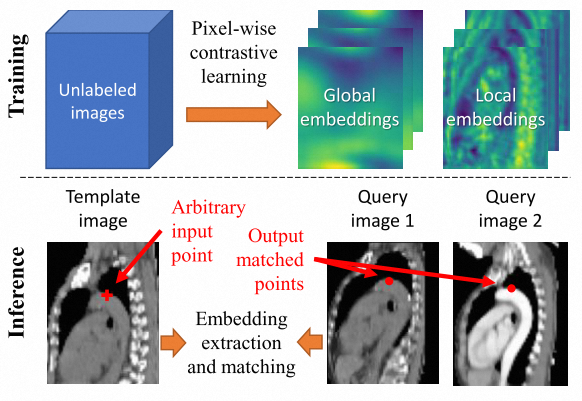 Training
Unlabeled
images
Pixel-wise
contrastive
learning
Global
embeddings
Local
embeddings
Inference
Template
image
Arbitrary
input
point
Output
matched
points
Query
image 1
Query
image 2
Embedding
extraction
and matching